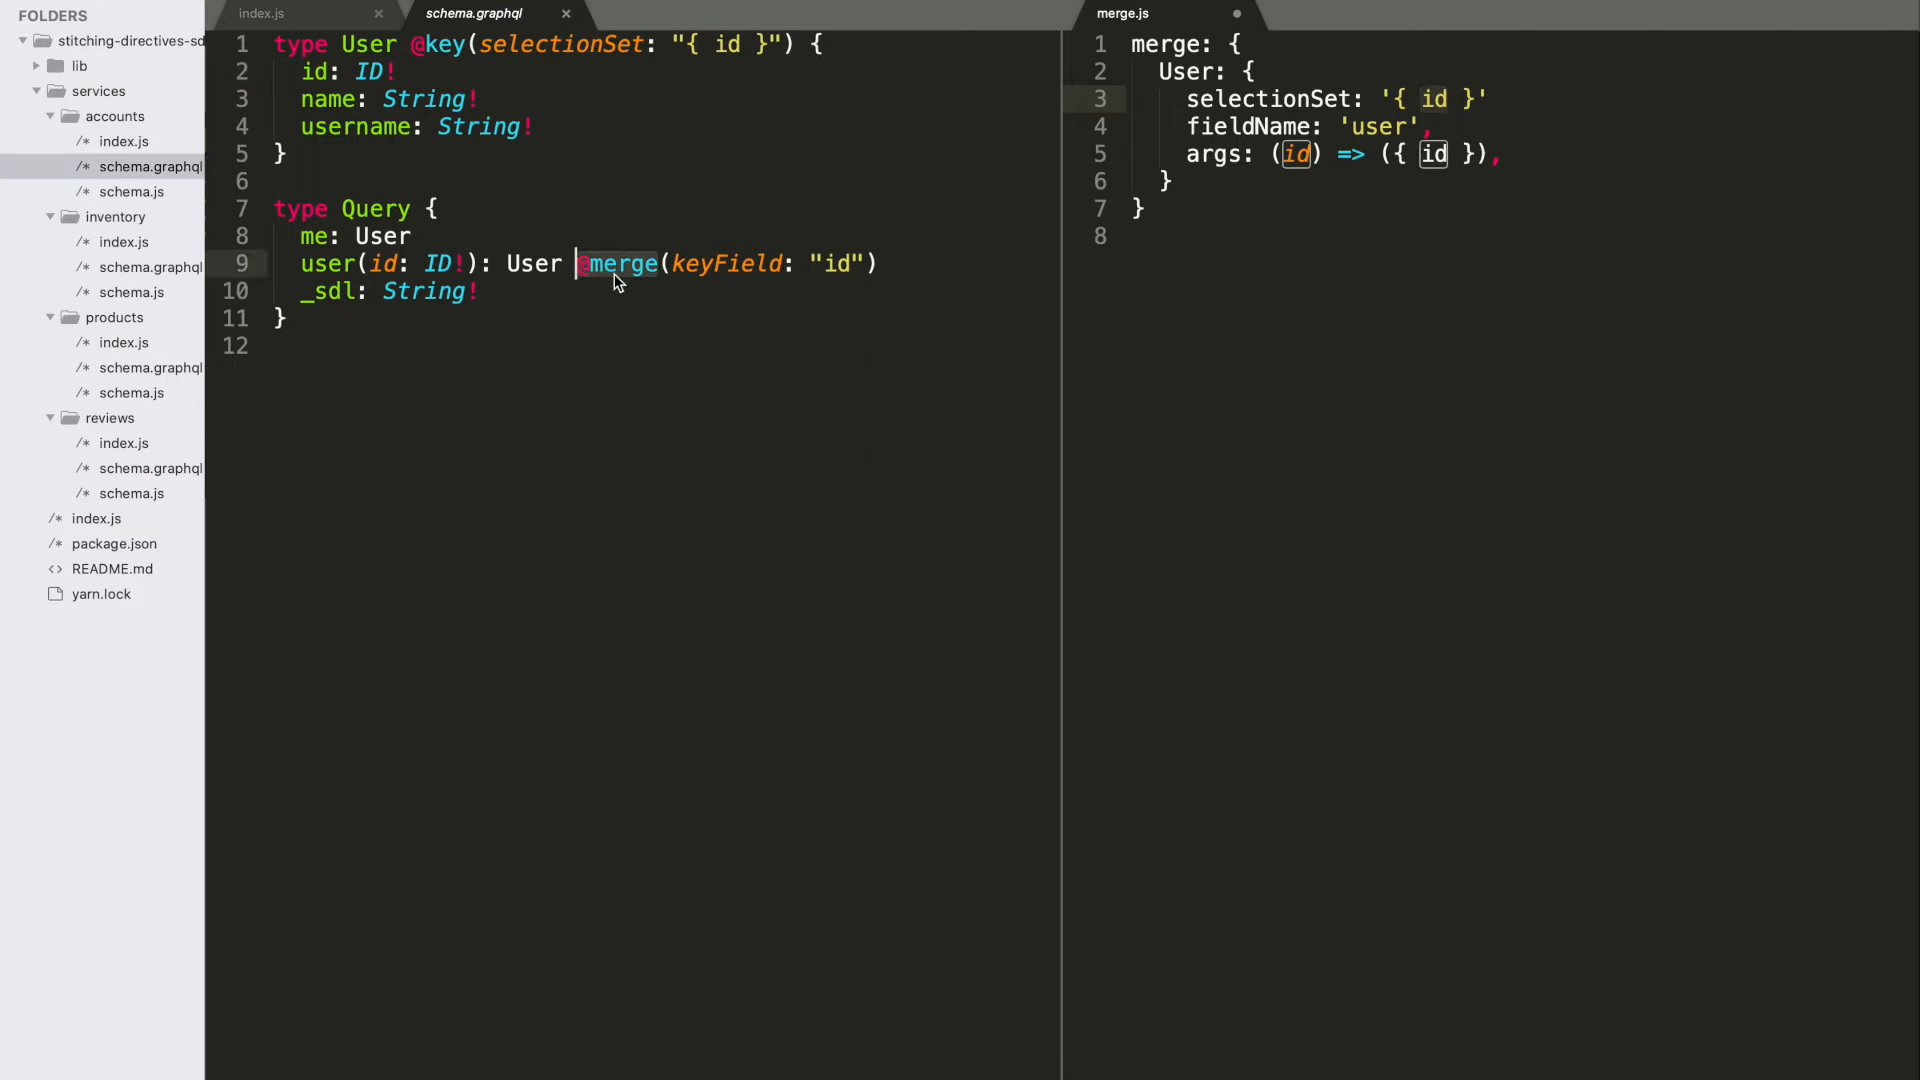 FOLDERS
stitching-directives-sd
lib
services
accounts
/* index.js
/* schema.graphql
/* schema.js
inventory
/* index.js
/* schema.graphql
/* schema.js
products
/* index.js
/* schema.graphql
/* schema.js
reviews
/* index.js
/* schema.graphql
/* schema.js
/* index.js
/* package.json
<> README.md
yarn.lock
index.js ×
schema.graphql ×
1 type User @key(selectionSet: "{ id }") {
2 id: ID!
3 name: String!
4 username: String!
5 }
6
7 type Query {
8 me: User
9 user(id: ID!): User @merge(keyField: "id")
10 _sdl: String!
11 }
12
merge.js
1 merge: {
2 User: {
3 selectionSet: '{ id }'
4 fieldName: 'user',
5 args: (id) => ({ id }),
6 }
7 }
8